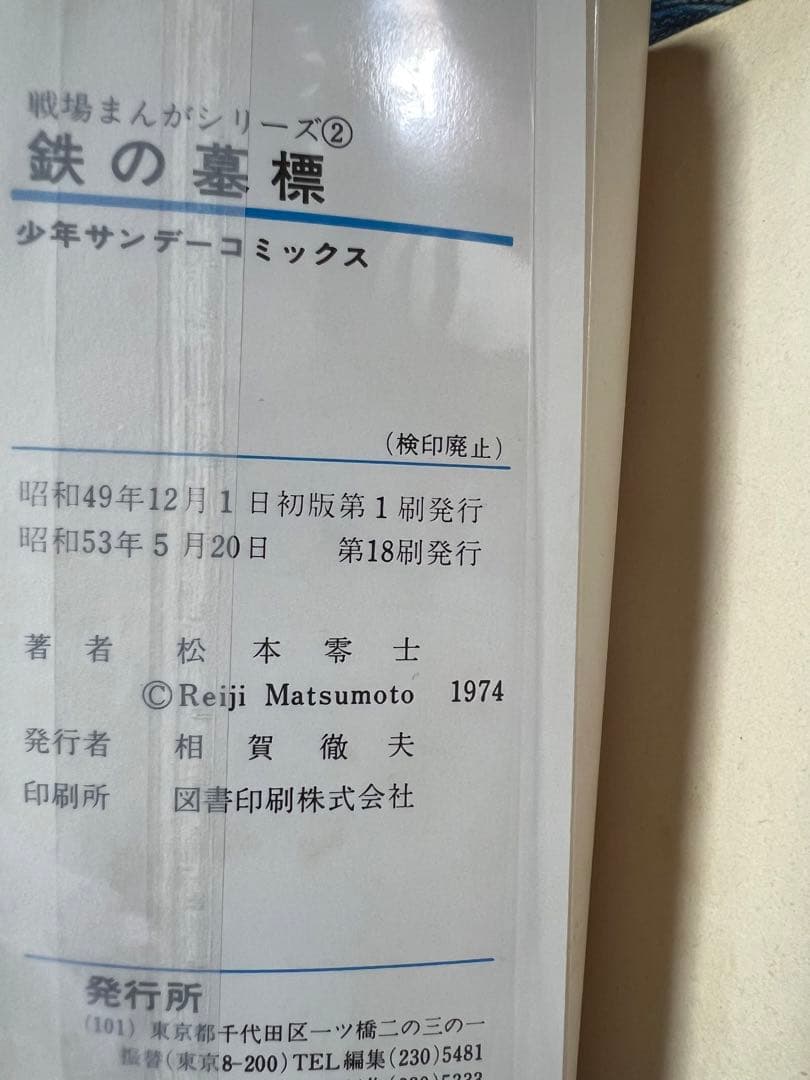 戦場まんがシリーズ②
鉄の墓標
少年サンデーコミックス
(検印廃止)
昭和49年12月1日初版第1刷発行
昭和53年5月20日 第18刷発行
著者 松本零士
©Reiji Matsumoto 1974
発行者 相賀徹夫
印刷所 図書印刷株式会社
発行所
(101) 東京都千代田区一ツ橋二の三の一
振替(東京8-200)TEL編集(230)5481